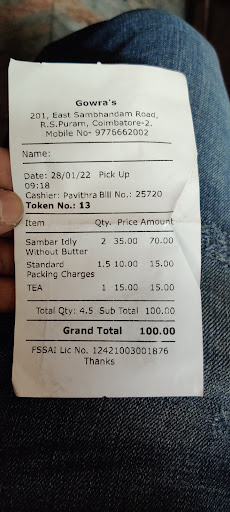 Gowra's
201, East Sambhandam Road,
R.S.Puram, Coimbatore-2.
Mobile No- 9776662002
Name:
Date: 28/01/22 Pick Up
09:18
Cashier: Pavithra Bill No.: 25720
Token No.: 13
Item Qty. Price Amount
Sambar Idly 2 35.00 70.00
Without Butter
Standard 1.5 10.00 15.00
Packing Charges
TEA 1 15.00 15.00
Total Qty: 4.5 Sub Total 100.00
Grand Total 100.00
FSSAI Lic No. 12421003001876
Thanks